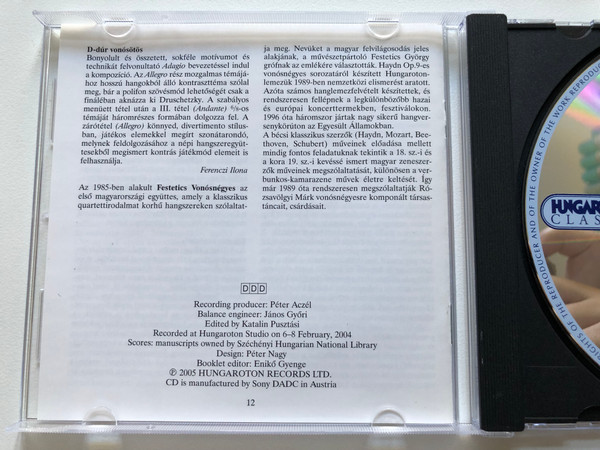 D-dúr vonósötös
Bonyolult és összetett, sokféle motívumot és
technikát felvonultató Adagio bevezetéssel indul
a kompozíció. Az Allegro rész mozgalmas témájá-
hoz hosszú hangokból álló kontraszttéma szólal
meg, bár a polifon szövésmód lehetőségét csak a
fináléban aknázza ki Druschetzky. A szabályos
menüett tétel után a III. tétel (Andante) 6/8-os
témáját háromrészes formában dolgozza fel. A
zárótétel (Allegro) könnyed, divertimento stílus-
ban, játékos elemekkel megírt szonátarondó,
melynek feldolgozásához a népi hangszeregyüt-
tesekből megismert kontrás játékmód elemeit is
felhasználja.
Ferenczi Ilona
Az 1985-ben alakult Festetics Vonósnégyes az
első magyarországi együttes, amely a klasszikus
quartettirodalmat korhű hangszereken szólaltat-
ja meg. Nevüket a magyar felvilágosodás jeles
alakjának, a művészetpártoló Festetics György
grófnak az emlékére választották. Haydn Op.9-es
vonósnégyes sorozatáról készített Hungaroton-
lemezük 1989-ben nemzetközi elismerést aratott.
Azóta számos hanglemezfelvételt készítettek, és
rendszeresen fellépnek a legkülönbözőbb hazai
és európai koncerttermekben, fesztiválokon.
1996 óta háromszor jártak nagy sikerű hangver-
senykörúton az Egyesült Államokban.
A bécsi klasszikus szerzők (Haydn, Mozart, Bee-
thoven, Schubert) műveinek előadása mellett
mindig fontos feladatuknak tekintik a 18. sz.-i és
a kora 19. sz.-i kevéssé ismert magyar zeneszer-
zők műveinek megszólaltatását, különösen a ver-
bunkos-kamarazene művek életre keltését. Így
már 1989 óta rendszeresen megszólaltatják Ró-
zsavölgyi Márk vonósnégyesre komponált társas-
táncait, csárdásait.
DDD
Recording producer: Péter Aczél
Balance engineer: János Győri
Edited by Katalin Pusztási
Recorded at Hungaroton Studio on 6–8 February, 2004
Scores: manuscripts owned by Széchényi Hungarian National Library
Design: Péter Nagy
Booklet editor: Enikő Gyenge
℗ 2005 HUNGAROTON RECORDS LTD.
CD is manufactured by Sony DADC in Austria
12
RIGHTS OF THE REPRODUCER AND OF THE OWNER OF THE WORK REPRODU
HUNGARO
CLAS